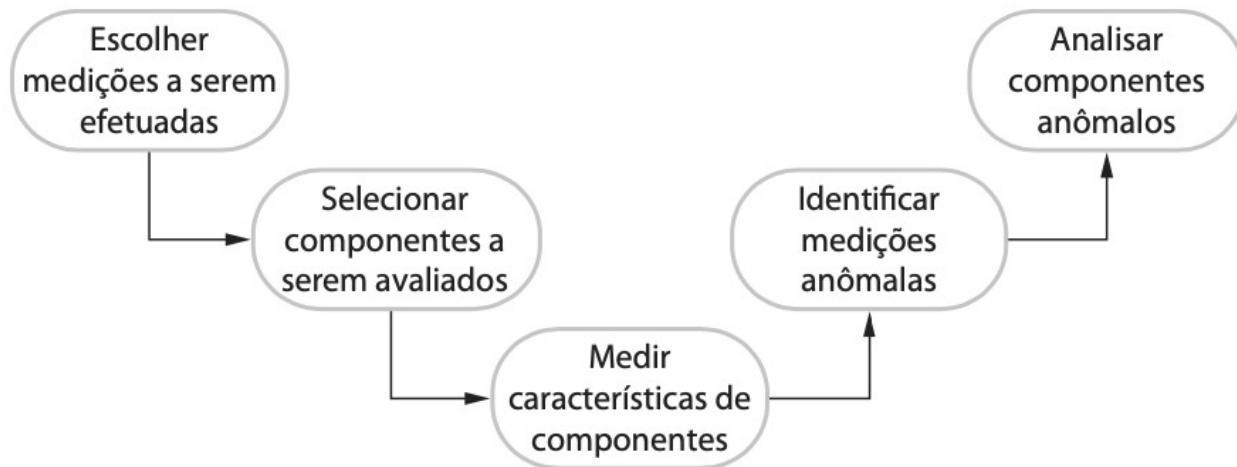 Escolher
medições a serem
efetuadas
Selecionar
componentes a
serem avaliados
Medir
características de
componentes
Identificar
medições
anômalas
Analisar
componentes
anômalos